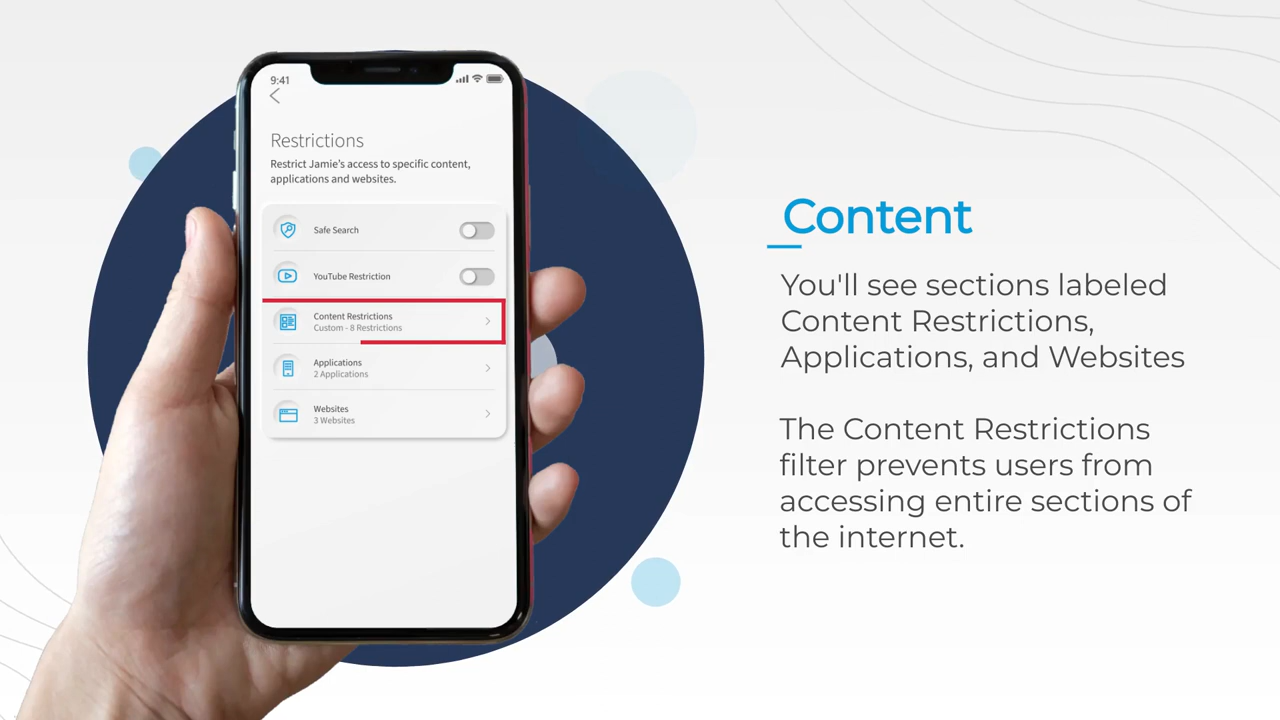 9:41
Restrictions
Restrict Jamie's access to specific content,
applications and websites.
Safe Search
YouTube Restriction
Content Restrictions
Custom - 8 Restrictions
Applications
2 Applications
Websites
3 Websites
Content
You'll see sections labeled
Content Restrictions,
Applications, and Websites
The Content Restrictions
filter prevents users from
accessing entire sections of
the internet.